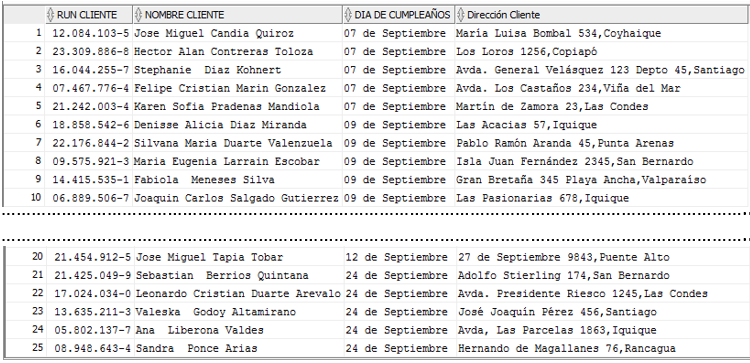 RUN CLIENTE NOMBRE CLIENTE DIA DE CUMPLEAÑOS Dirección Cliente
1 12.084.103-5 Jose Miguel Candia Quiroz 07 de Septiembre María Luisa Bombal 534,Coyhaique
2 23.309.886-8 Hector Alan Contreras Toloza 07 de Septiembre Los Loros 1256,Copiapó
3 16.044.255-7 Stephanie  Diaz Kohnert 07 de Septiembre Avda. General Velásquez 123 Depto 45,Santiago
4 07.467.776-4 Felipe Cristian Marin Gonzalez 07 de Septiembre Avda. Los Castaños 234,Viña del Mar
5 21.242.003-4 Karen Sofia Pradenas Mandiola 07 de Septiembre Martín de Zamora 23,Las Condes
6 18.858.542-6 Denisse Alicia Diaz Miranda 09 de Septiembre Las Acacias 57,Iquique
7 22.176.844-2 Silvana Maria Duarte Valenzuela 09 de Septiembre Pablo Ramón Aranda 45,Punta Arenas
8 09.575.921-3 Maria Eugenia Larrain Escobar 09 de Septiembre Isla Juan Fernández 2345,San Bernardo
9 14.415.535-1 Fabiola  Meneses Silva 09 de Septiembre Gran Bretaña 345 Playa Ancha,Valparaíso
10 06.889.506-7 Joaquin Carlos Salgado Gutierrez 09 de Septiembre Las Pasionarias 678,Iquique
20 21.454.912-5 Jose Miguel Tapia Tobar 12 de Septiembre 27 de Septiembre 9843,Puente Alto
21 21.425.049-9 Sebastian  Berrios Quintana 24 de Septiembre Adolfo Stierling 174,San Bernardo
22 17.024.034-0 Leonardo Cristian Duarte Arevalo 24 de Septiembre Avda. Presidente Riesco 1245,Las Condes
23 13.635.211-3 Valeska  Godoy Altamirano 24 de Septiembre José Joaquín Pérez 456,Santiago
24 05.802.137-7 Ana  Liberona Valdes 24 de Septiembre Avda, Las Parcelas 1863,Iquique
25 08.948.643-4 Sandra  Ponce Arias 24 de Septiembre Hernando de Magallanes 76,Rancagua